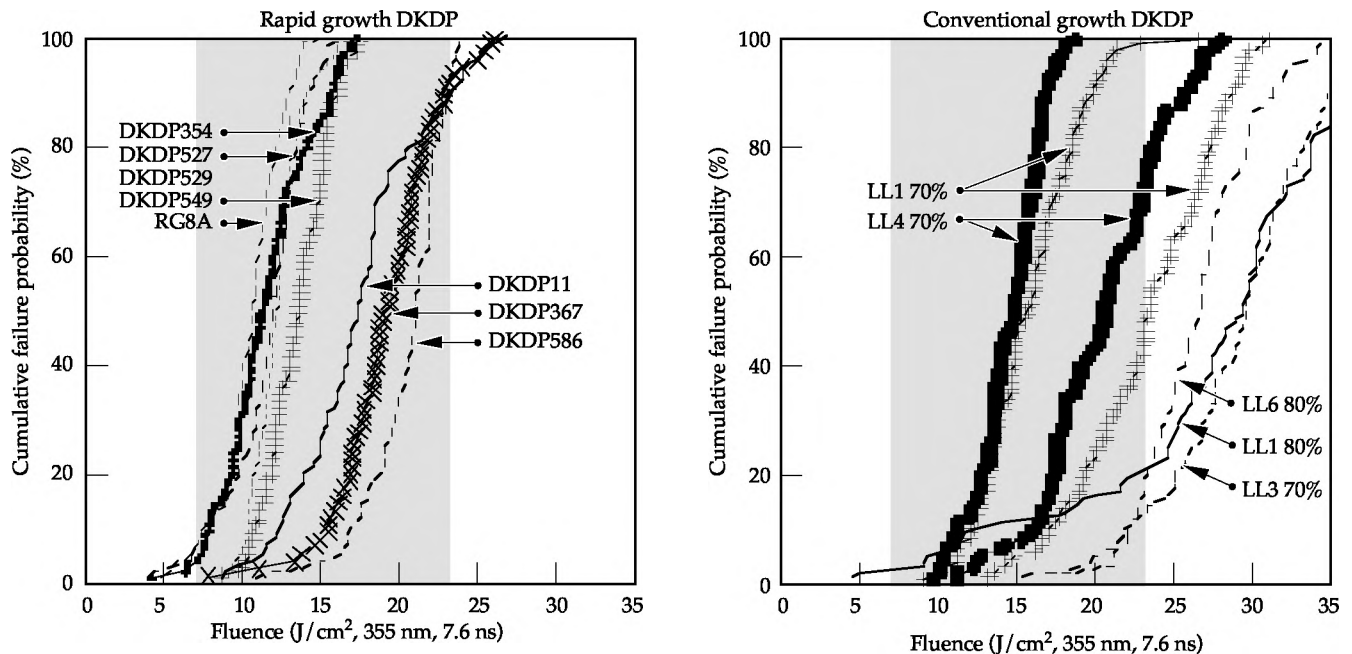 Rapid growth DKDP
Cumulative failure probability (%)
100
80
60
40
20
0
DKDP354
DKDP527
DKDP529
DKDP549
RG8A
DKDP11
DKDP367
DKDP586
0 5 10 15 20 25 30 35
Fluence (J/cm², 355 nm, 7.6 ns)
Conventional growth DKDP
Cumulative failure probability (%)
100
80
60
40
20
0
LL1 70%
LL4 70%
LL6 80%
LL1 80%
LL3 70%
0 5 10 15 20 25 30 35
Fluence (J/cm², 355 nm, 7.6 ns)